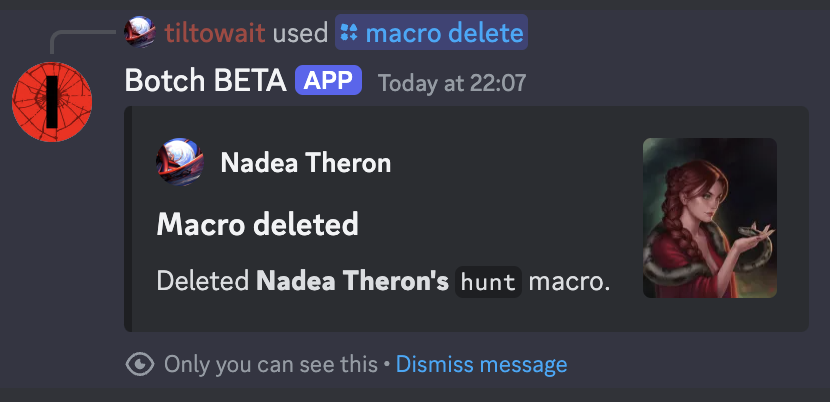 tiltowait used macro delete
Botch BETA APP Today at 22:07
Nadea Theron
Macro deleted
Deleted Nadea Theron's hunt macro.
Only you can see this • Dismiss message